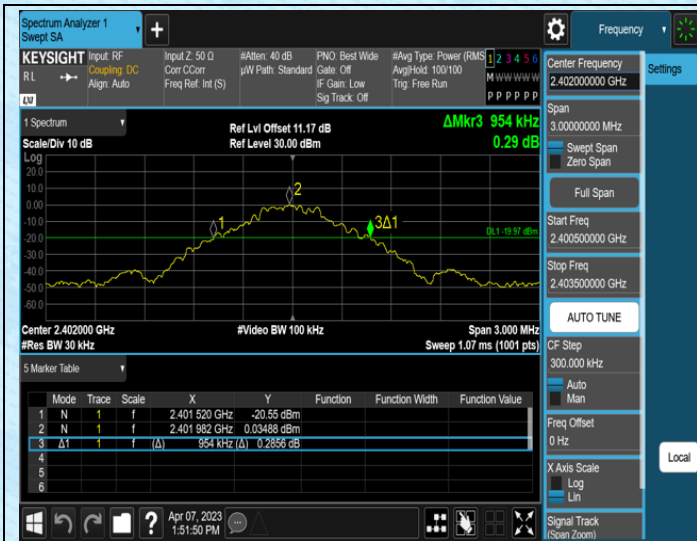 Spectrum Analyzer 1
Swept SA
+
Frequency
KEYSIGHT
R L
LXI
Input: RF
Coupling: DC
Align: Auto
Input Z: 50 Ω
Corr CCorr
Freq Ref: Int (S)
#Atten: 40 dB
µW Path: Standard
PNO: Best Wide
Gate: Off
IF Gain: Low
Sig Track: Off
#Avg Type: Power (RMS
Avg|Hold: 100/100
Trig: Free Run
1 2 3 4 5 6
M W W W W W
P P P P P P
1 Spectrum
Scale/Div 10 dB
Ref Lvl Offset 11.17 dB
Ref Level 30.00 dBm
ΔMkr3 954 kHz
0.29 dB
Log
20.0
10.0
0.00
-10.0
-20.0
-30.0
-40.0
-50.0
-60.0
1
2
3Δ1
DL1 -19.97 dBm
Center 2.402000 GHz
#Res BW 30 kHz
#Video BW 100 kHz
Span 3.000 MHz
Sweep 1.07 ms (1001 pts)
5 Marker Table
Mode Trace Scale X Y Function Function Width Function Value
1 N 1 f 2.401 520 GHz -20.55 dBm
2 N 1 f 2.401 982 GHz 0.03488 dBm
3 Δ1 1 f (Δ) 954 kHz (Δ) 0.2856 dB
4
5
6
Apr 07, 2023
1:51:50 PM
?
Center Frequency
2.402000000 GHz
Span
3.00000000 MHz
Swept Span
Zero Span
Full Span
Start Freq
2.400500000 GHz
Stop Freq
2.403500000 GHz
AUTO TUNE
CF Step
300.000 kHz
Auto
Man
Freq Offset
0 Hz
X Axis Scale
Log
Lin
Signal Track
(Span Zoom)
Settings
Local